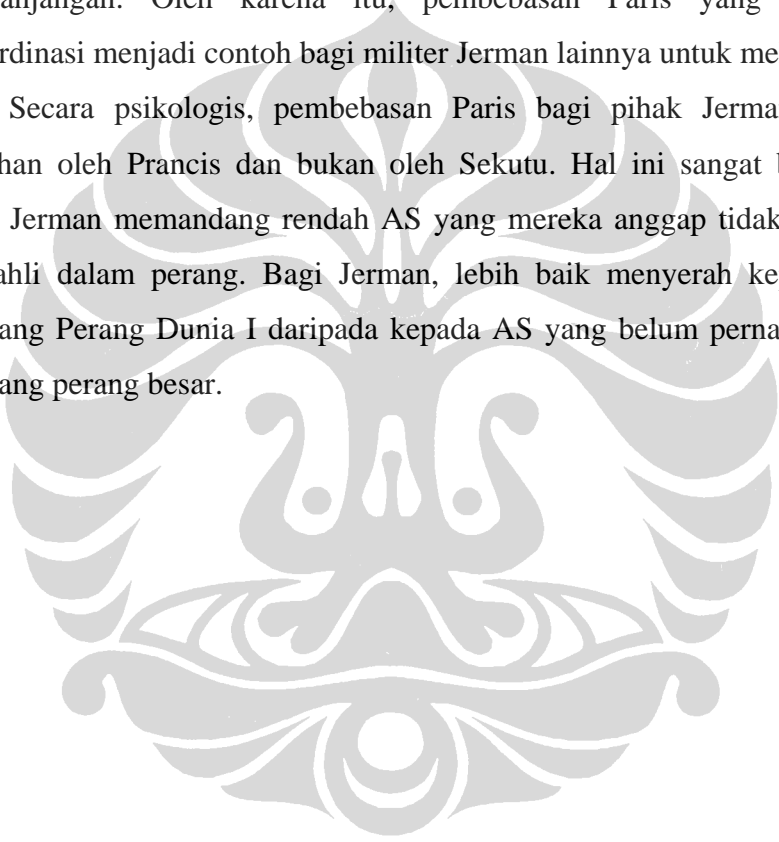 anjangan. Oleh karena itu, pembebasan Paris yang
rdinasi menjadi contoh bagi militer Jerman lainnya untuk me
Secara psikologis, pembebasan Paris bagi pihak Jerma
han oleh Prancis dan bukan oleh Sekutu. Hal ini sangat
Jerman memandang rendah AS yang mereka anggap tidak
ahli dalam perang. Bagi Jerman, lebih baik menyerah ke
ang Perang Dunia I daripada kepada AS yang belum perna
ang perang besar.